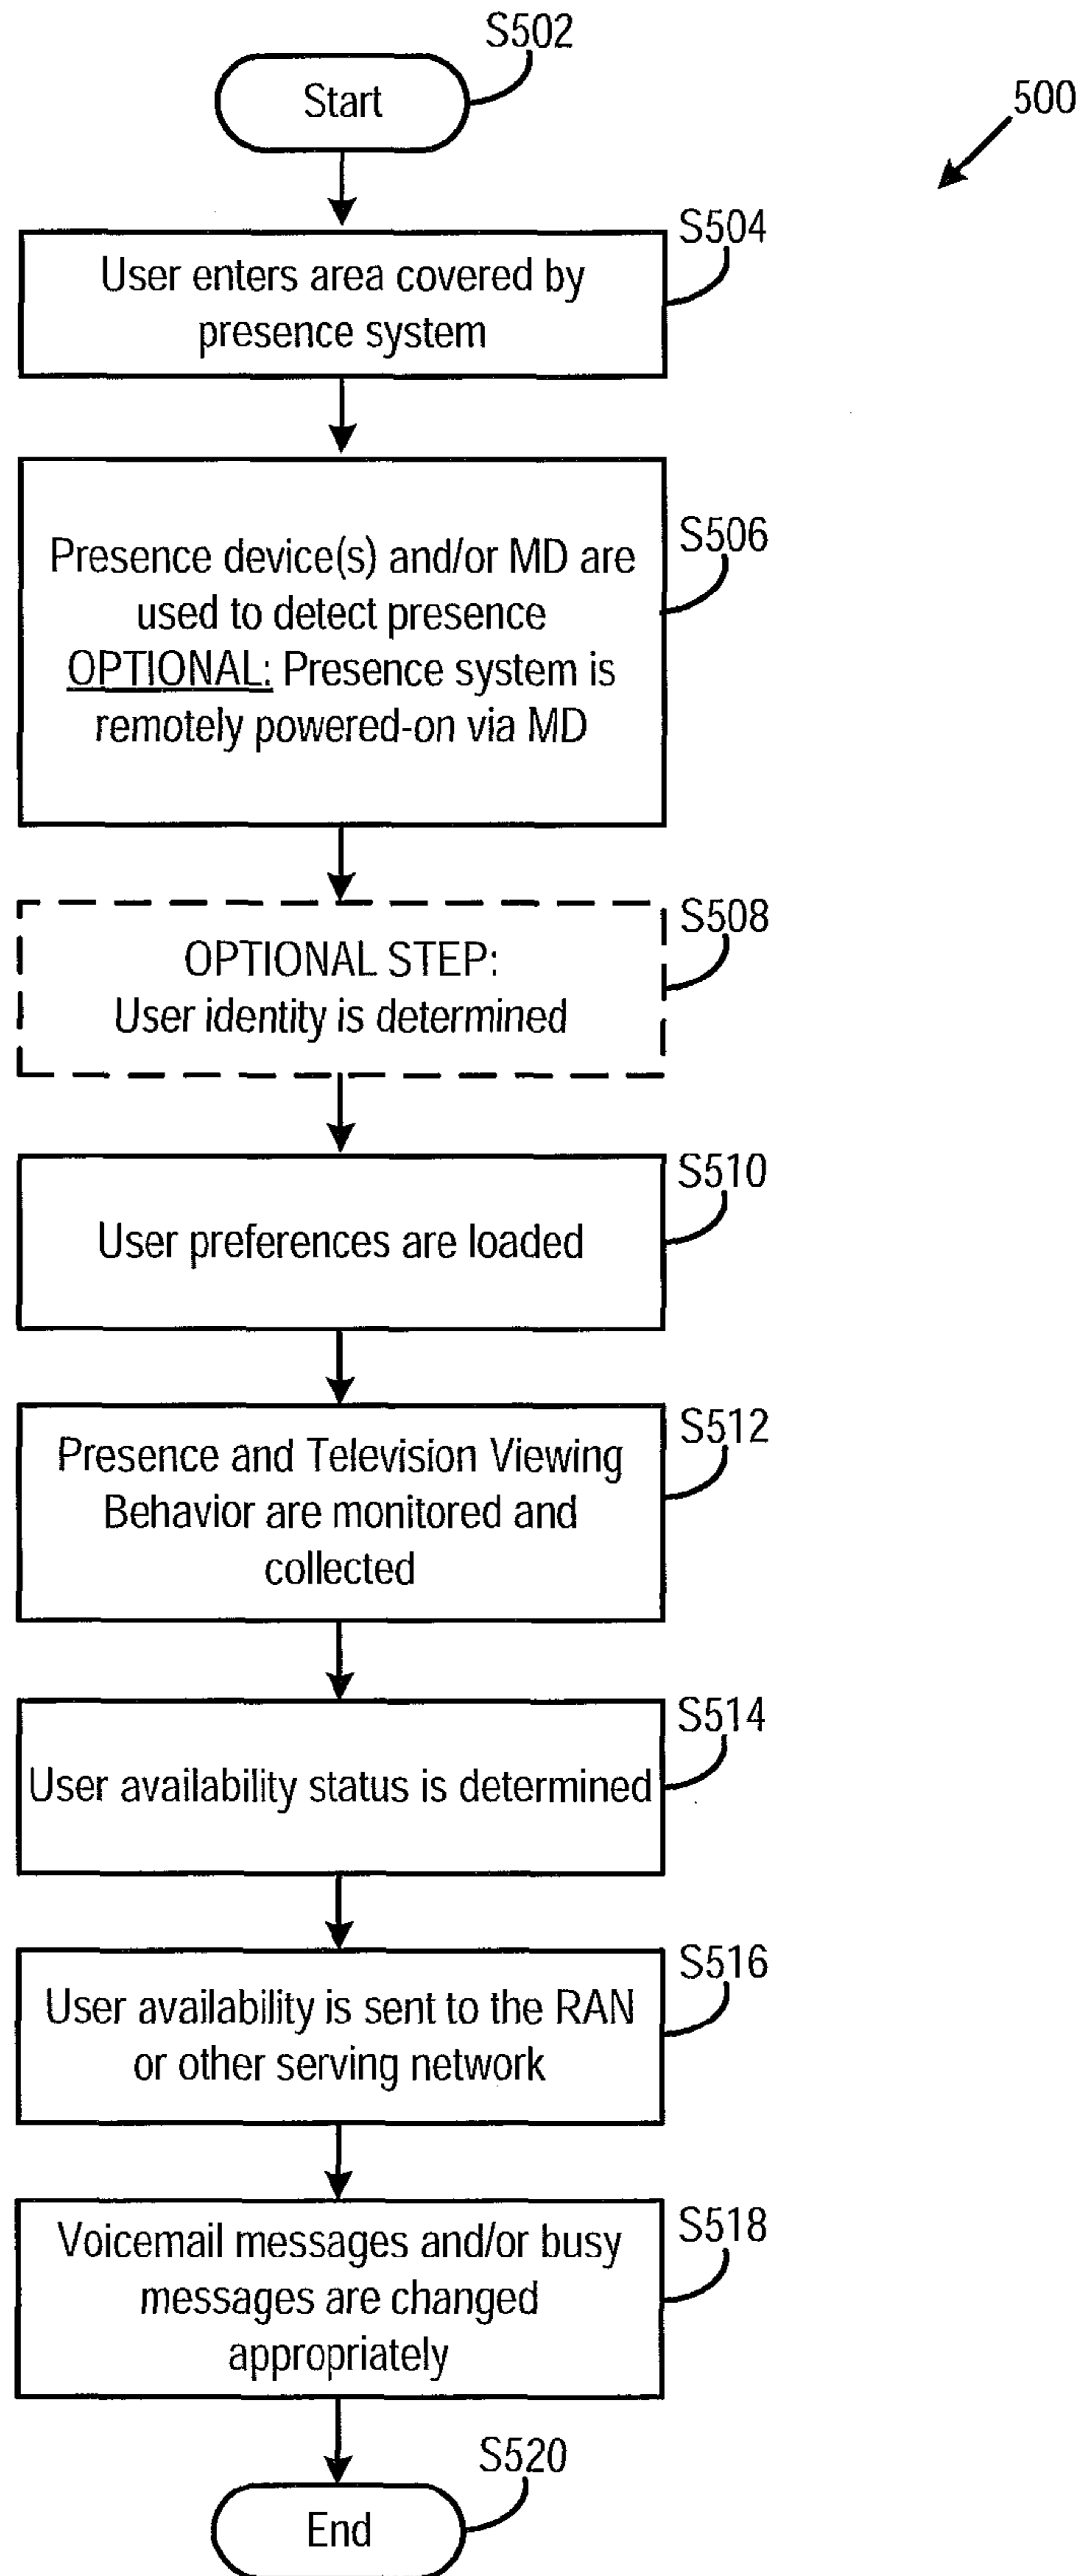 S502
Start
500
S504
User enters area covered by
presence system
S506
Presence device(s) and/or MD are
used to detect presence
OPTIONAL: Presence system is
remotely powered-on via MD
S508
OPTIONAL STEP:
User identity is determined
S510
User preferences are loaded
S512
Presence and Television Viewing
Behavior are monitored and
collected
S514
User availability status is determined
S516
User availability is sent to the RAN
or other serving network
S518
Voicemail messages and/or busy
messages are changed
appropriately
S520
End